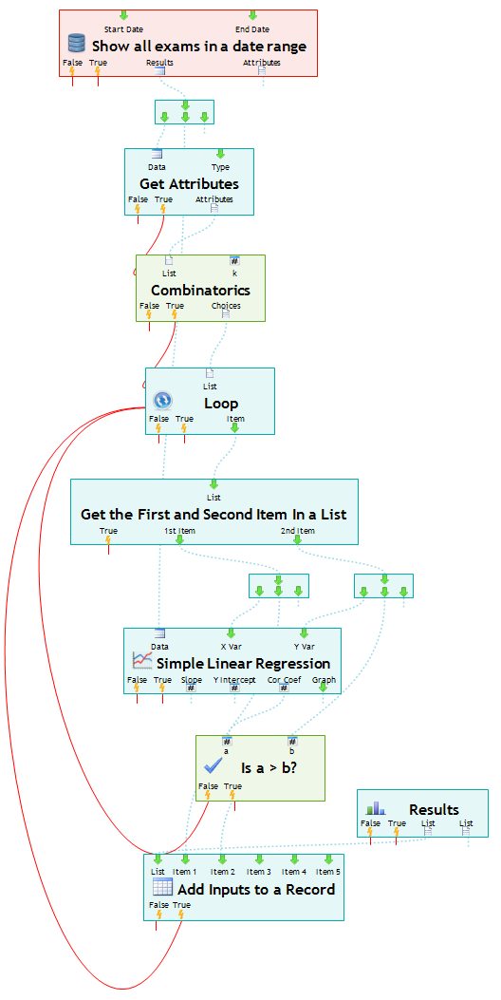 Start Date End Date
Show all exams in a date range
False True Results Attributes
Data Type
Get Attributes
False True Attributes
List k
Combinatorics
False True Choices
List
Loop
False True Item
List
Get the First and Second Item In a List
True 1st Item 2nd Item
Data X Var Y Var
Simple Linear Regression
False True Slope Y Intercept Cor Coef Graph
a b
Is a > b?
False True
Results
False True List List
List Item 1 Item 2 Item 3 Item 4 Item 5
Add Inputs to a Record
False True